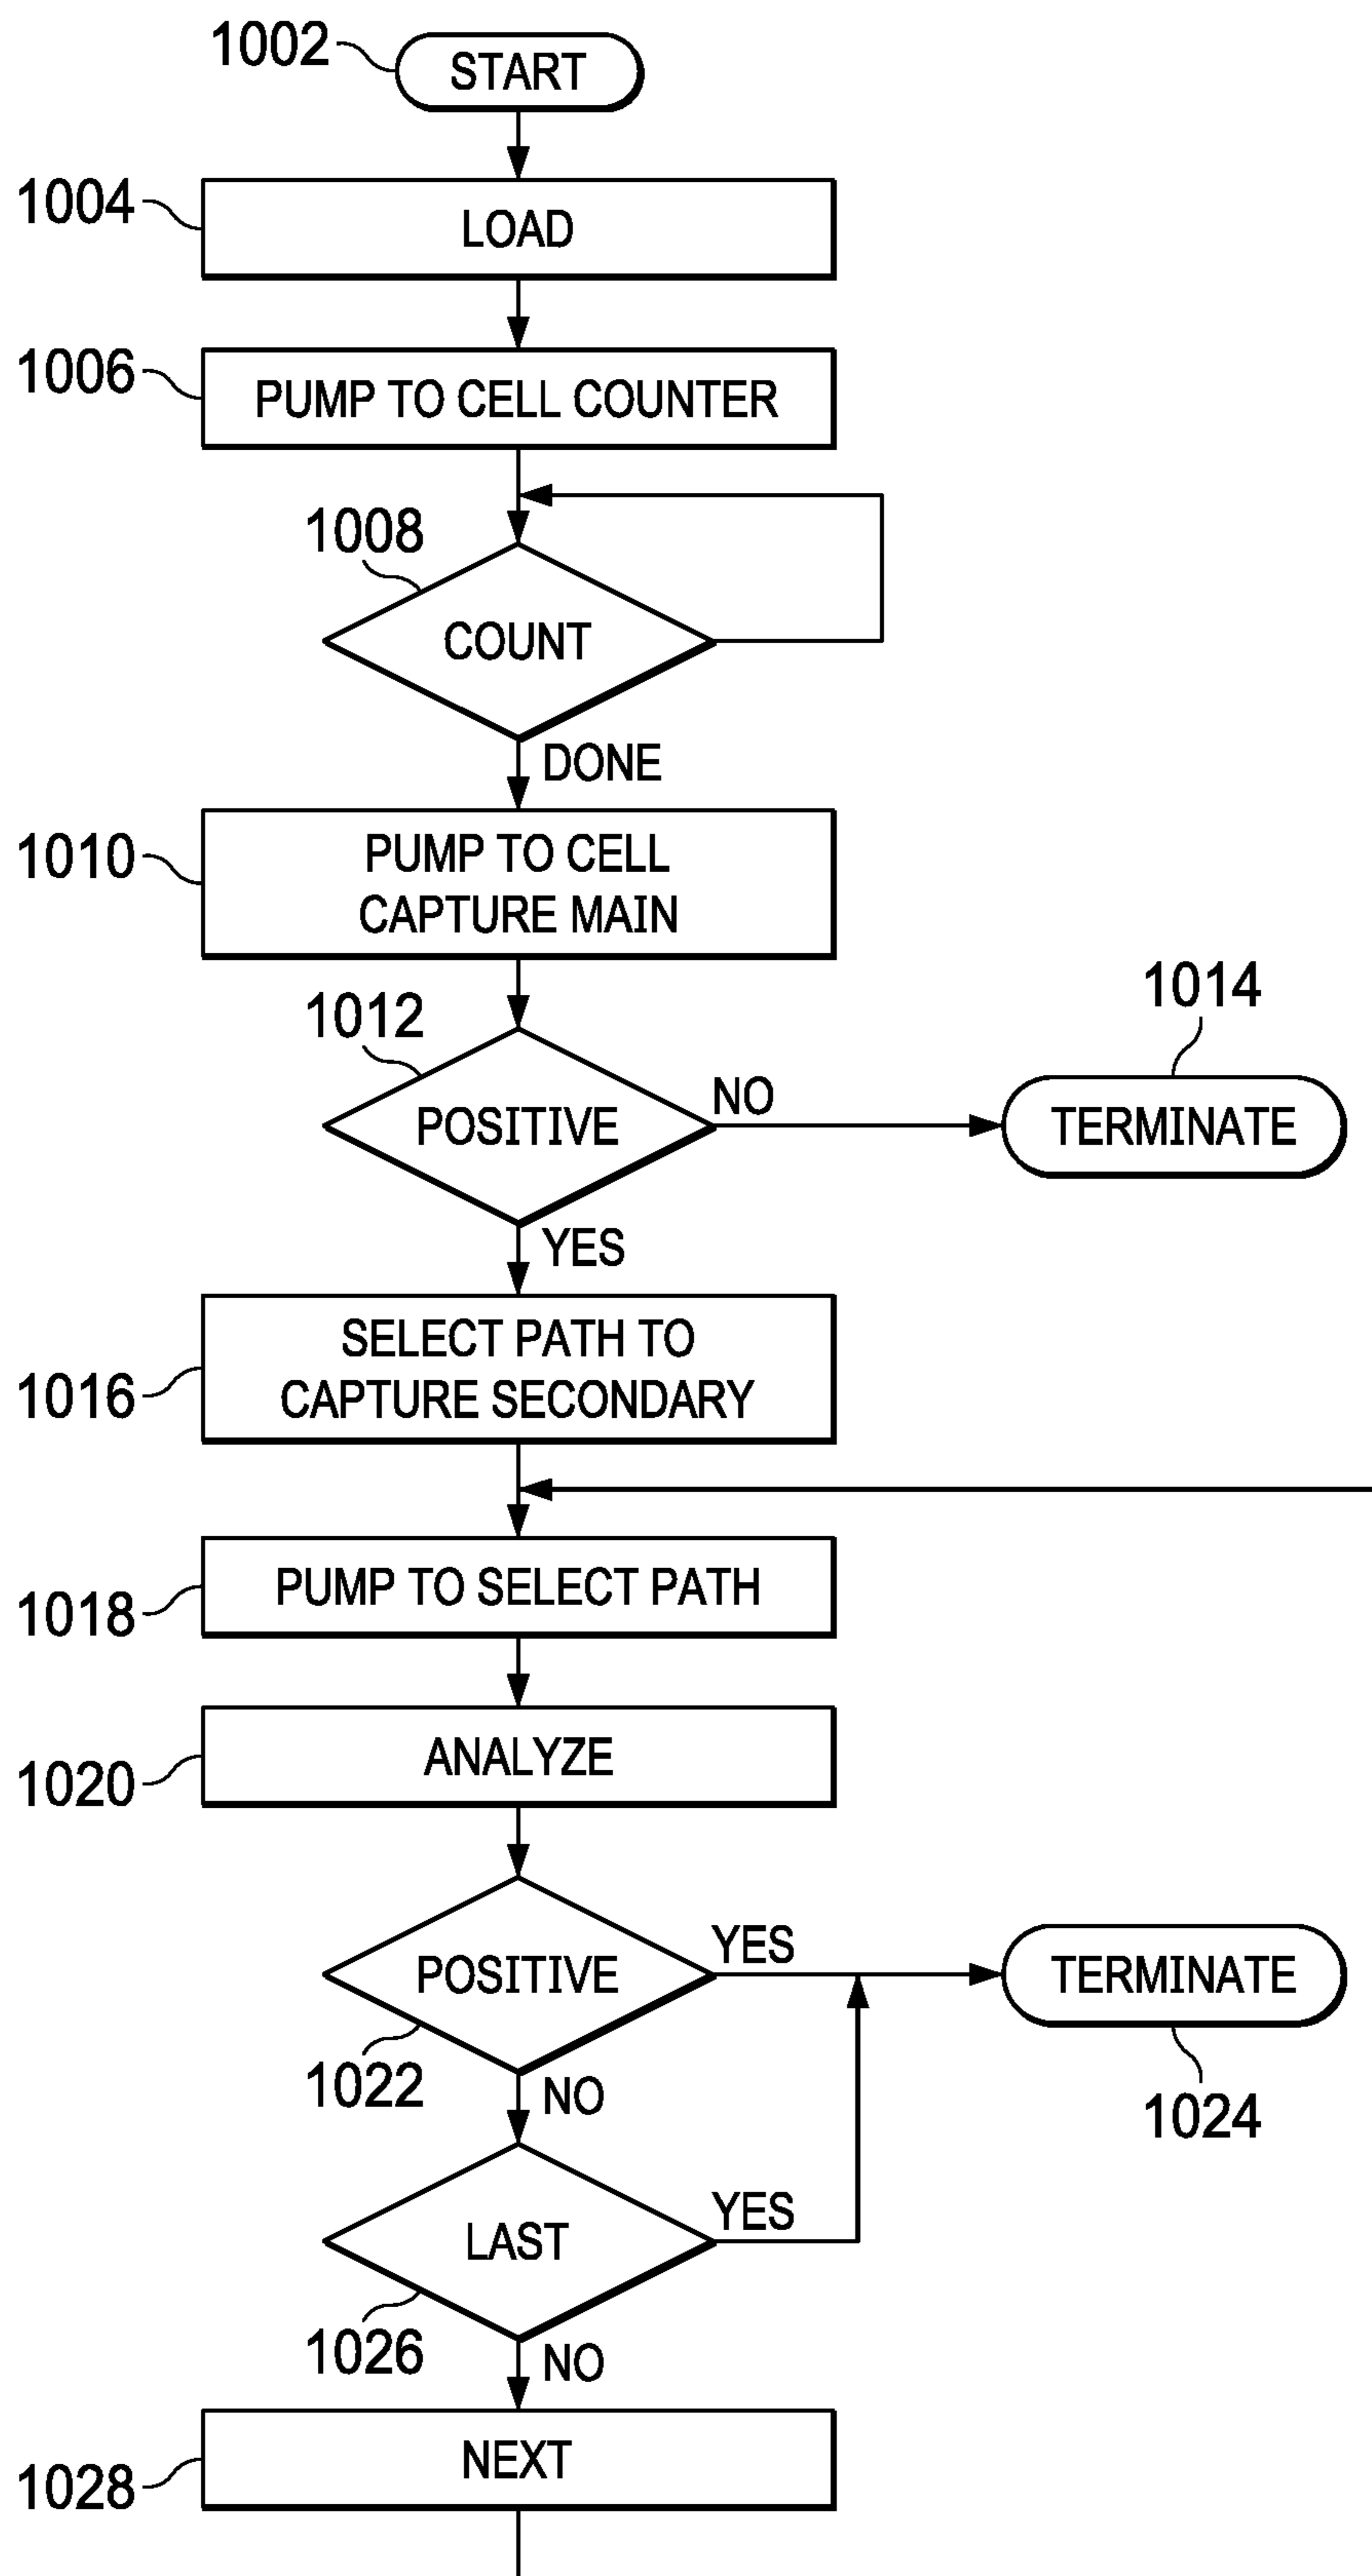 1002
START
1004
LOAD
1006
PUMP TO CELL COUNTER
1008
COUNT
DONE
1010
PUMP TO CELL
CAPTURE MAIN
1012
POSITIVE
NO
1014
TERMINATE
YES
1016
SELECT PATH TO
CAPTURE SECONDARY
1018
PUMP TO SELECT PATH
1020
ANALYZE
POSITIVE
YES
TERMINATE
1022
NO
1024
LAST
YES
1026
NO
1028
NEXT